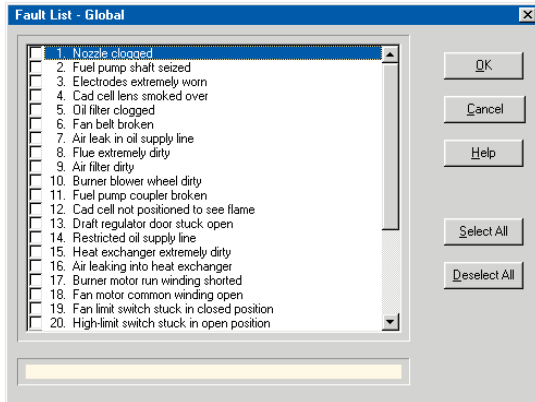 Fault List - Global
1. Nozzle clogged
2. Fuel pump shaft seized
3. Electrodes extremely worn
4. Cad cell lens smoked over
5. Oil filter clogged
6. Fan belt broken
7. Air leak in oil supply line
8. Flue extremely dirty
9. Air filter dirty
10. Burner blower wheel dirty
11. Fuel pump coupler broken
12. Cad cell not positioned to see flame
13. Draft regulator door stuck open
14. Restricted oil supply line
15. Heat exchanger extremely dirty
16. Air leaking into heat exchanger
17. Burner motor run winding shorted
18. Fan motor common winding open
19. Fan limit switch stuck in closed position
20. High-limit switch stuck in open position
OK
Cancel
Help
Select All
Deselect All